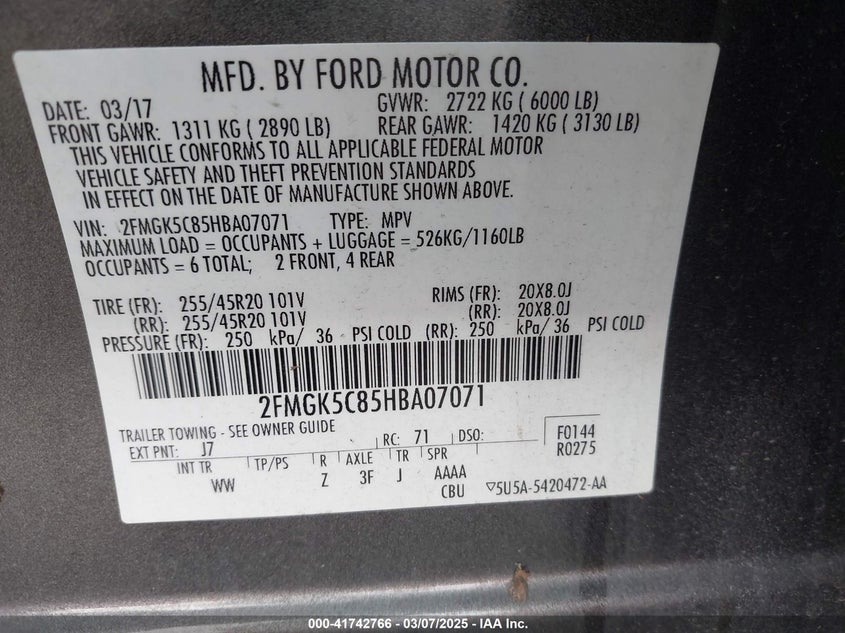 MFD. BY FORD MOTOR CO.
DATE: 03/17 GVWR: 2722 KG ( 6000 LB)
FRONT GAWR: 1311 KG ( 2890 LB) REAR GAWR: 1420 KG ( 3130 LB)
THIS VEHICLE CONFORMS TO ALL APPLICABLE FEDERAL MOTOR
VEHICLE SAFETY AND THEFT PREVENTION STANDARDS
IN EFFECT ON THE DATE OF MANUFACTURE SHOWN ABOVE.
VIN: 2FMGK5C85HBA07071 TYPE: MPV
MAXIMUM LOAD = OCCUPANTS + LUGGAGE = 526KG/1160LB
OCCUPANTS = 6 TOTAL; 2 FRONT, 4 REAR
TIRE (FR): 255/45R20 101V RIMS (FR): 20X8.0J
(RR): 255/45R20 101V (RR): 20X8.0J
PRESSURE (FR): 250 kPa/ 36 PSI COLD (RR): 250 kPa/ 36 PSI COLD
2FMGK5C85HBA07071
TRAILER TOWING - SEE OWNER GUIDE
EXT PNT: J7 RC: 71 DSO: F0144
R0275
INT TR TP/PS R AXLE TR SPR
WW Z 3F J AAAA
CBU ▽5U5A-5420472-AA
000-41742766 - 03/07/2025 - IAA Inc.